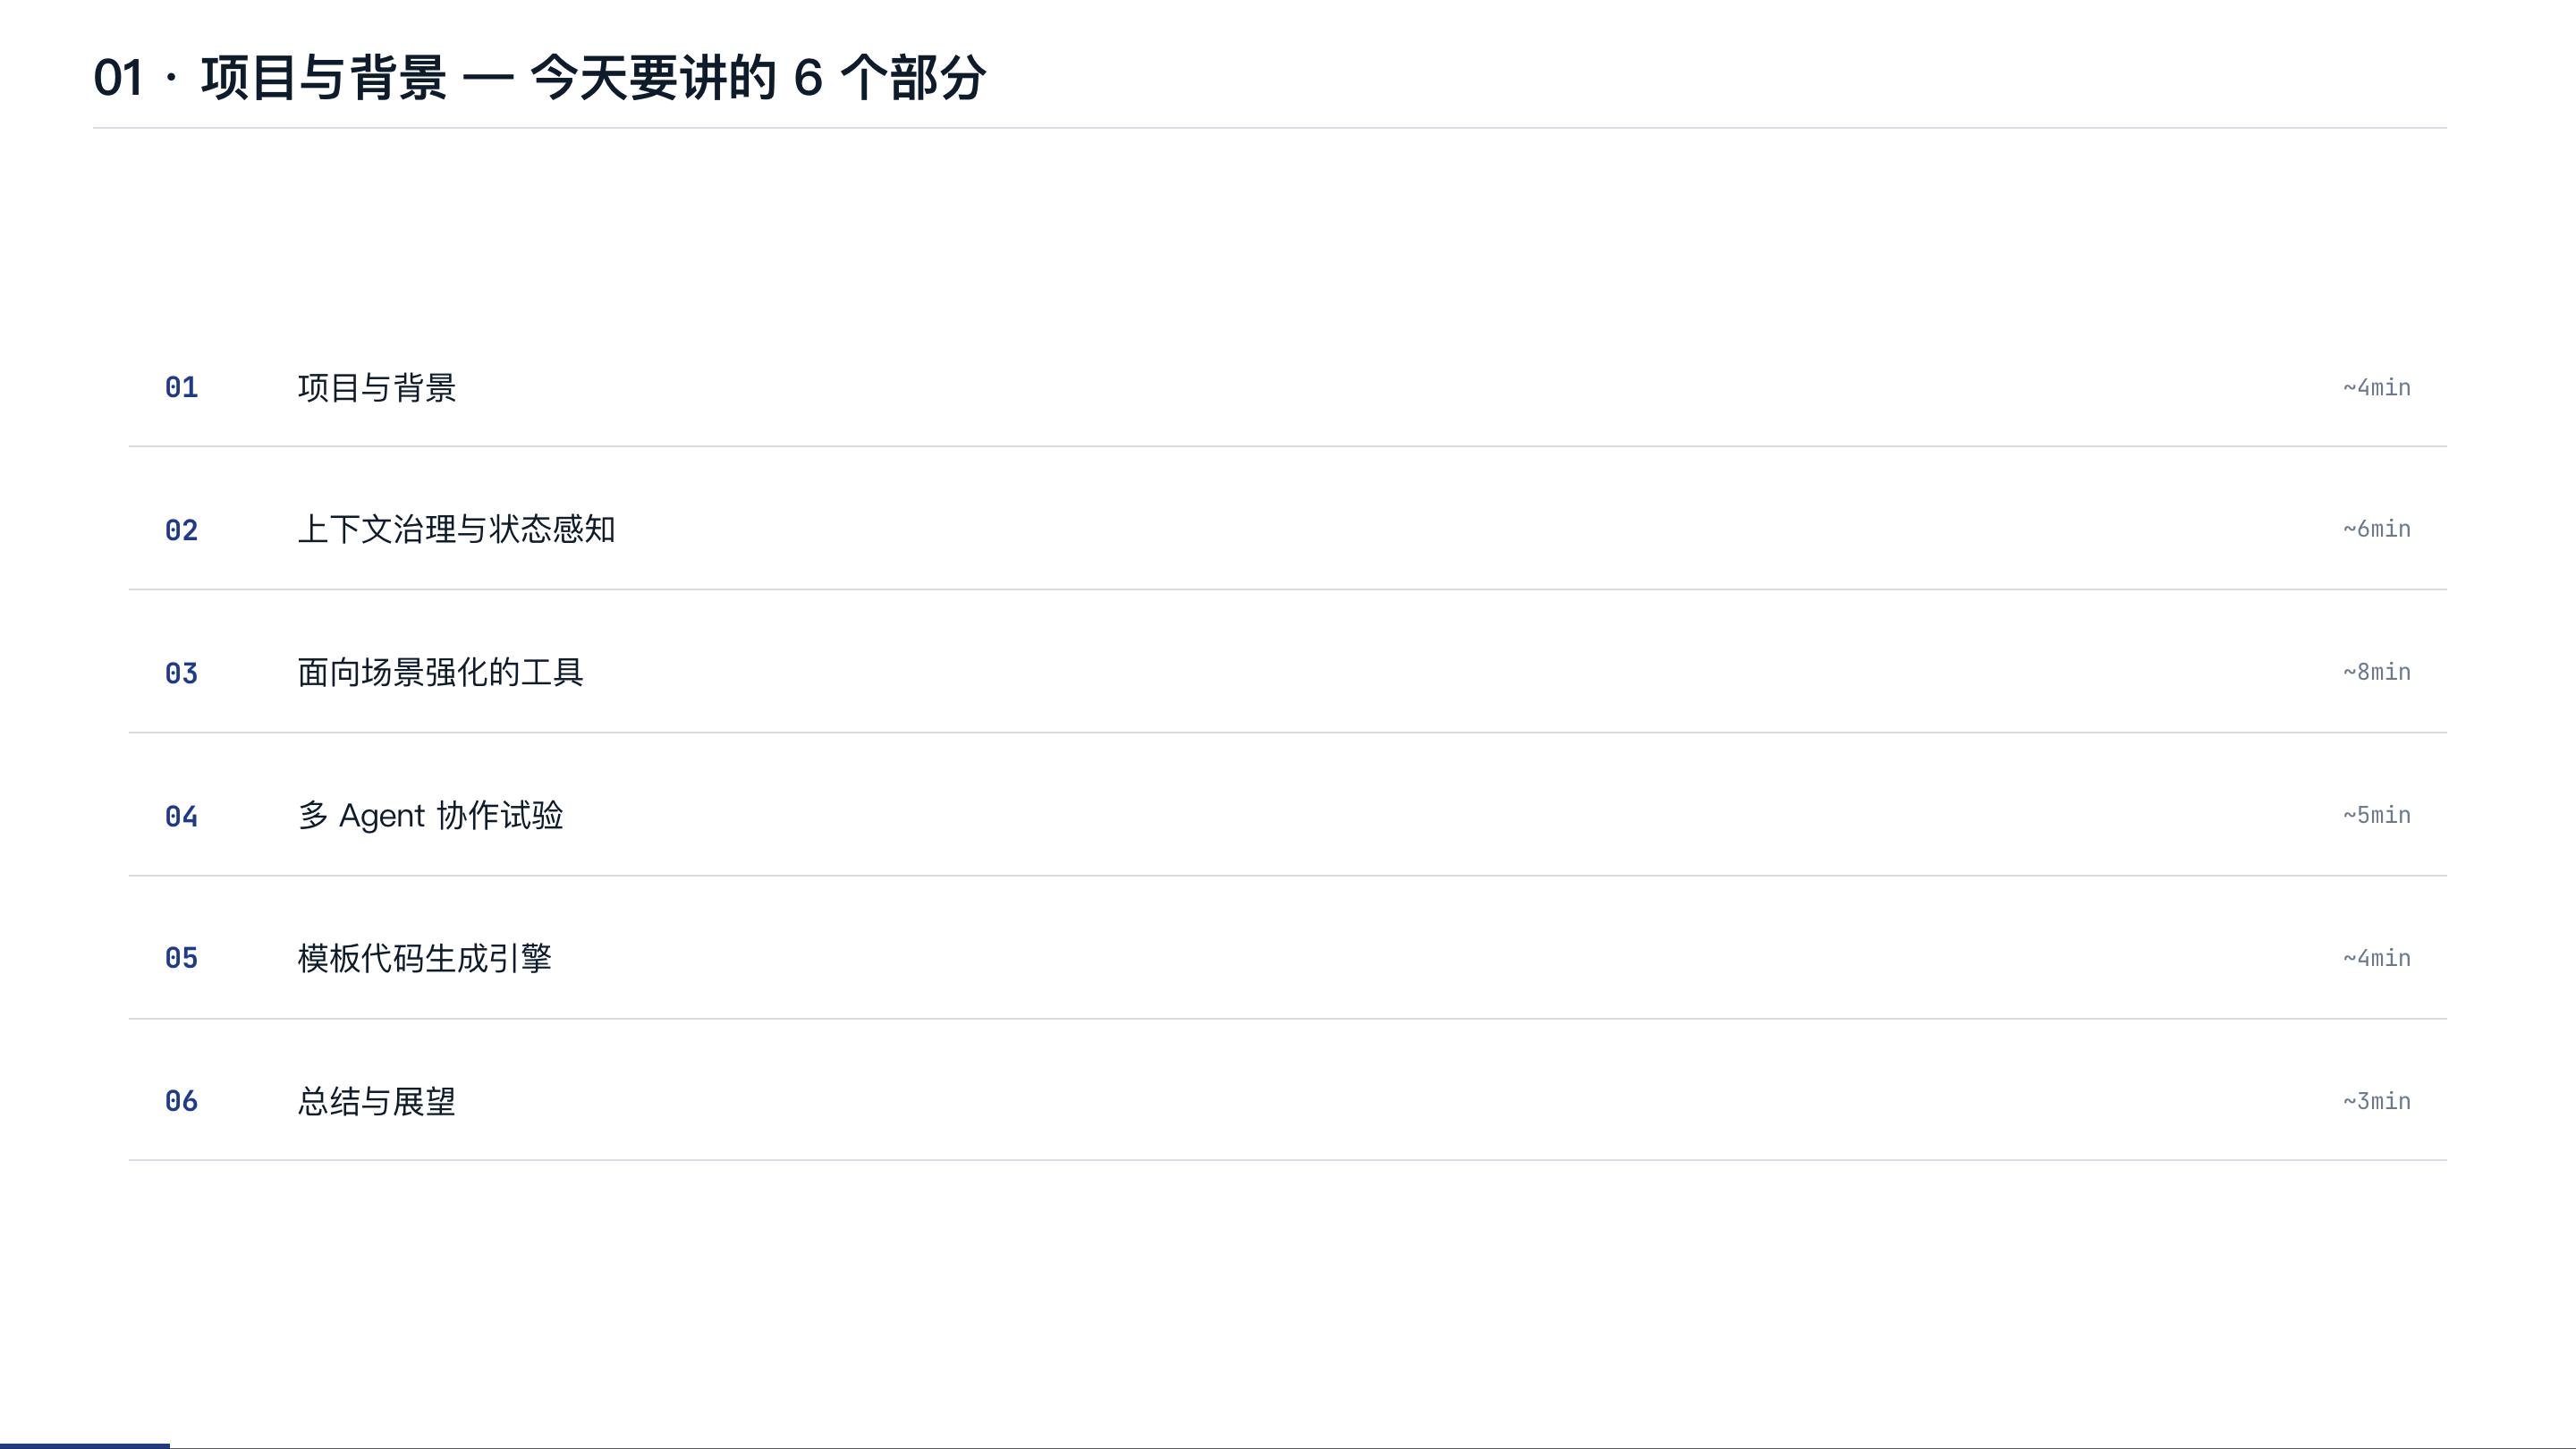 01 · 项目与背景 — 今天要讲的 6 个部分
01 项目与背景 ~4min
02 上下文治理与状态感知 ~6min
03 面向场景强化的工具 ~8min
04 多 Agent 协作试验 ~5min
05 模板代码生成引擎 ~4min
06 总结与展望 ~3min